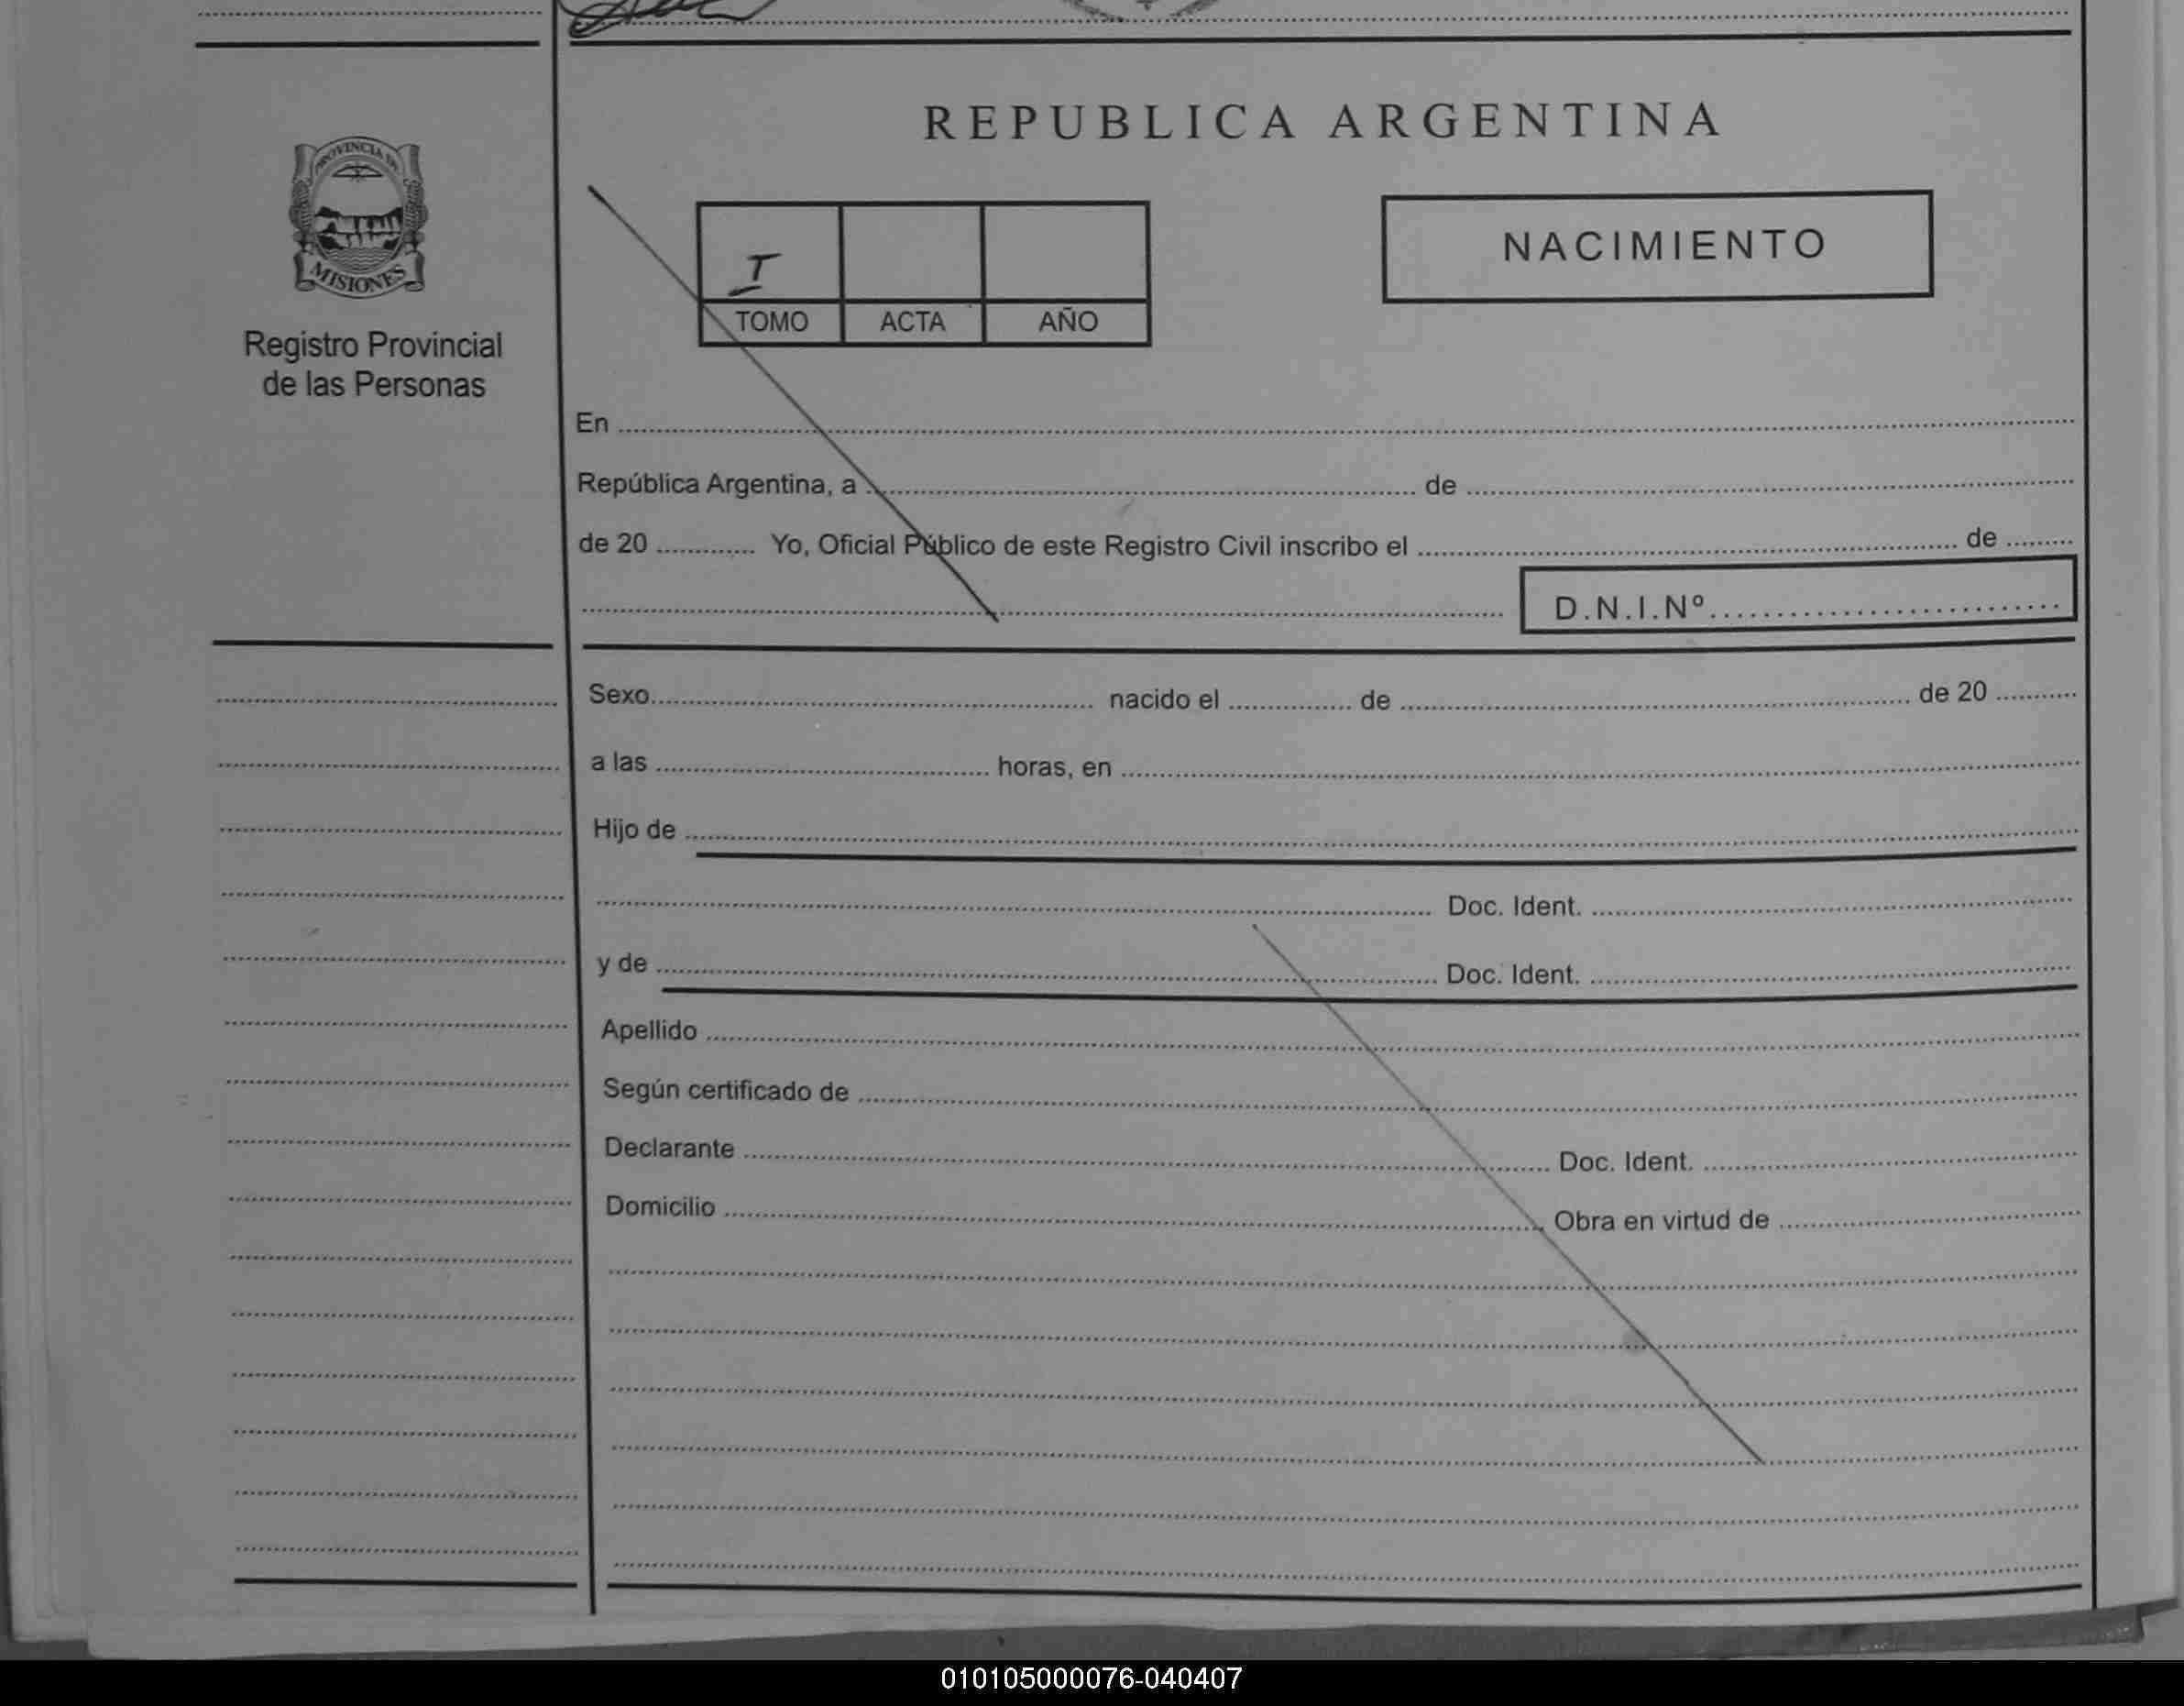 REPUBLICA ARGENTINA
PROVINCIA DE
MISIONES
Registro Provincial
de las Personas
I
TOMO ACTA AÑO
NACIMIENTO
En
República Argentina, a de
de 20 Yo, Oficial Público de este Registro Civil inscribo el de
D.N.I.Nº
Sexo nacido el de de 20
a las horas, en
Hijo de
Doc. Ident.
y de Doc. Ident.
Apellido
Según certificado de
Declarante Doc. Ident.
Domicilio Obra en virtud de
010105000076-040407